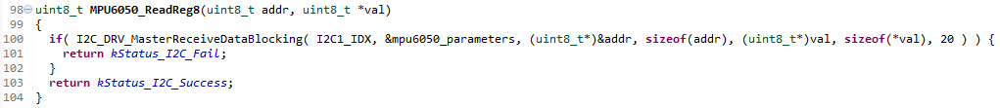 98 uint8_t MPU6050_ReadReg8(uint8_t addr, uint8_t *val)
99 {
100 if( I2C_DRV_MasterReceiveDataBlocking( I2C1_IDX, &mpu6050_parameters, (uint8_t*)&addr, sizeof(addr), (uint8_t*)val, sizeof(*val), 20 ) ) {
101 return kStatus_I2C_Fail;
102 }
103 return kStatus_I2C_Success;
104 }